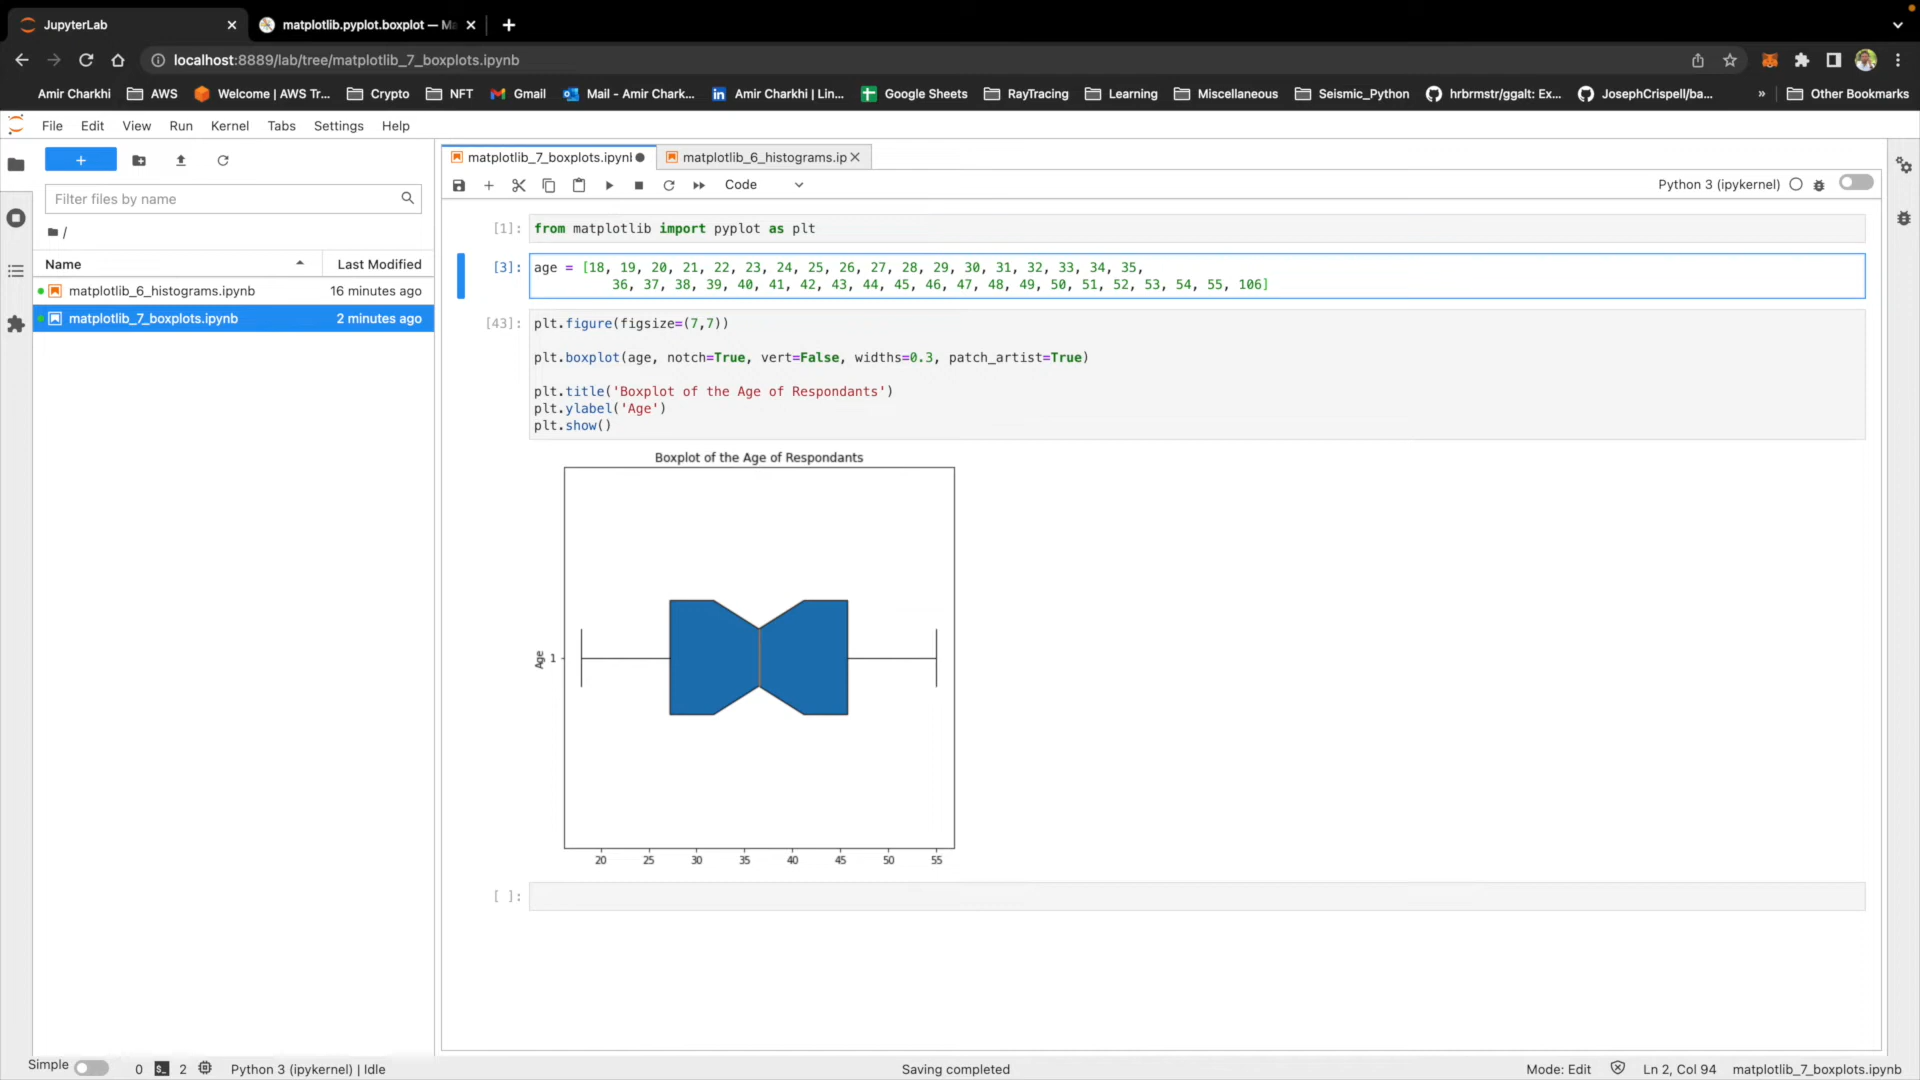 JupyterLab
matplotlib.pyplot.boxplot — Ma
localhost:8889/lab/tree/matplotlib_7_boxplots.ipynb
Amir Charkhi
AWS
Welcome | AWS Tr...
Crypto
NFT
Gmail
Mail - Amir Chark...
Amir Charkhi | Lin...
Google Sheets
RayTracing
Learning
Miscellaneous
Seismic_Python
hrbrmstr/ggalt: Ex...
JosephCrispell/ba...
»
Other Bookmarks
File
Edit
View
Run
Kernel
Tabs
Settings
Help
Filter files by name
/
Name
Last Modified
matplotlib_6_histograms.ipynb
16 minutes ago
matplotlib_7_boxplots.ipynb
2 minutes ago
matplotlib_7_boxplots.ipynl
matplotlib_6_histograms.ip
Code
Python 3 (ipykernel)
[1]:
from matplotlib import pyplot as plt
[3]:
age = [18, 19, 20, 21, 22, 23, 24, 25, 26, 27, 28, 29, 30, 31, 32, 33, 34, 35,
36, 37, 38, 39, 40, 41, 42, 43, 44, 45, 46, 47, 48, 49, 50, 51, 52, 53, 54, 55, 106]
[43]:
plt.figure(figsize=(7,7))
plt.boxplot(age, notch=True, vert=False, widths=0.3, patch_artist=True)
plt.title('Boxplot of the Age of Respondants')
plt.ylabel('Age')
plt.show()
Boxplot of the Age of Respondants
Age
1
20 25 30 35 40 45 50 55
[ ]:
Simple
0
2
Python 3 (ipykernel) | Idle
Saving completed
Mode: Edit
Ln 2, Col 94
matplotlib_7_boxplots.ipynb